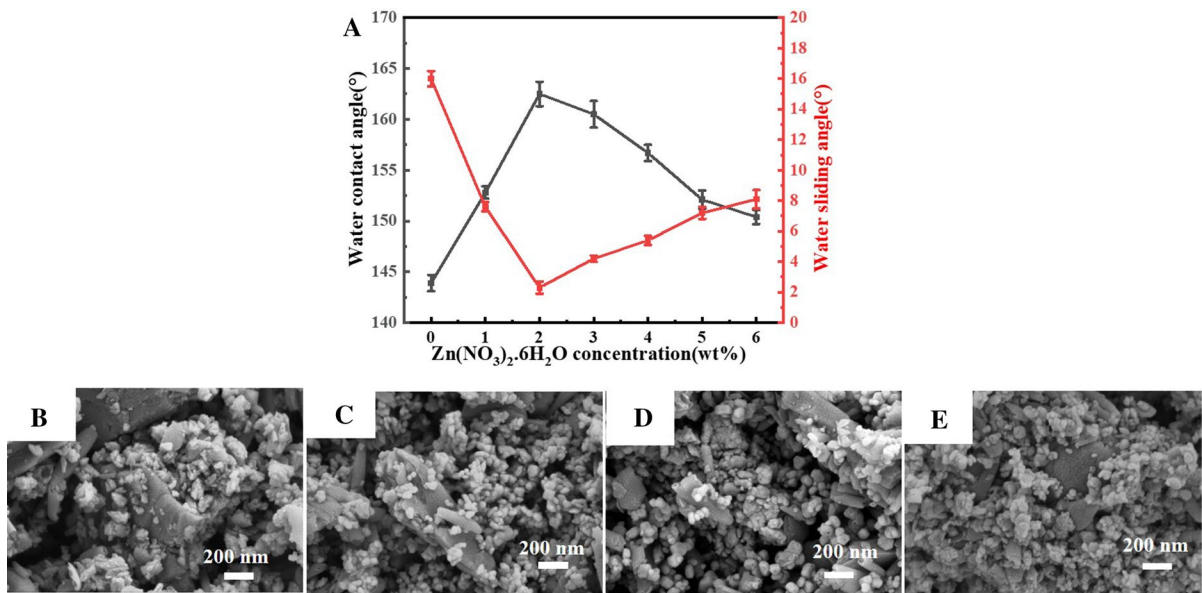 A
170
165
160
155
150
145
140
Water contact angle(°)
20
18
16
14
12
10
8
6
4
2
0
Water sliding angle(°)
0 1 2 3 4 5 6
Zn(NO3)2.6H2O concentration(wt%)
B
200 nm
C
200 nm
D
200 nm
E
200 nm